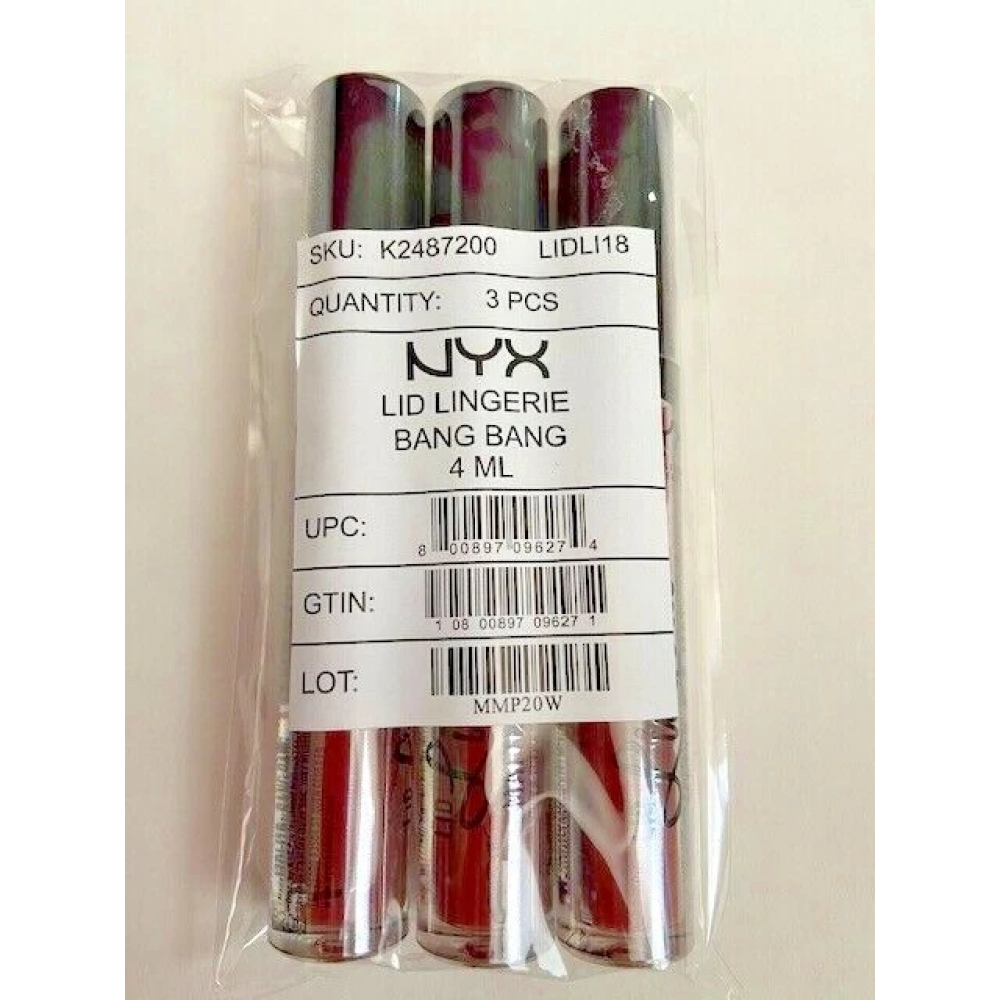 SKU: K2487200 LIDLI18
QUANTITY: 3 PCS
NYX
LID LINGERIE
BANG BANG
4 ML
UPC:
8 00897 09627 4
GTIN:
1 08 00897 09627 1
LOT:
MMP20W
LID